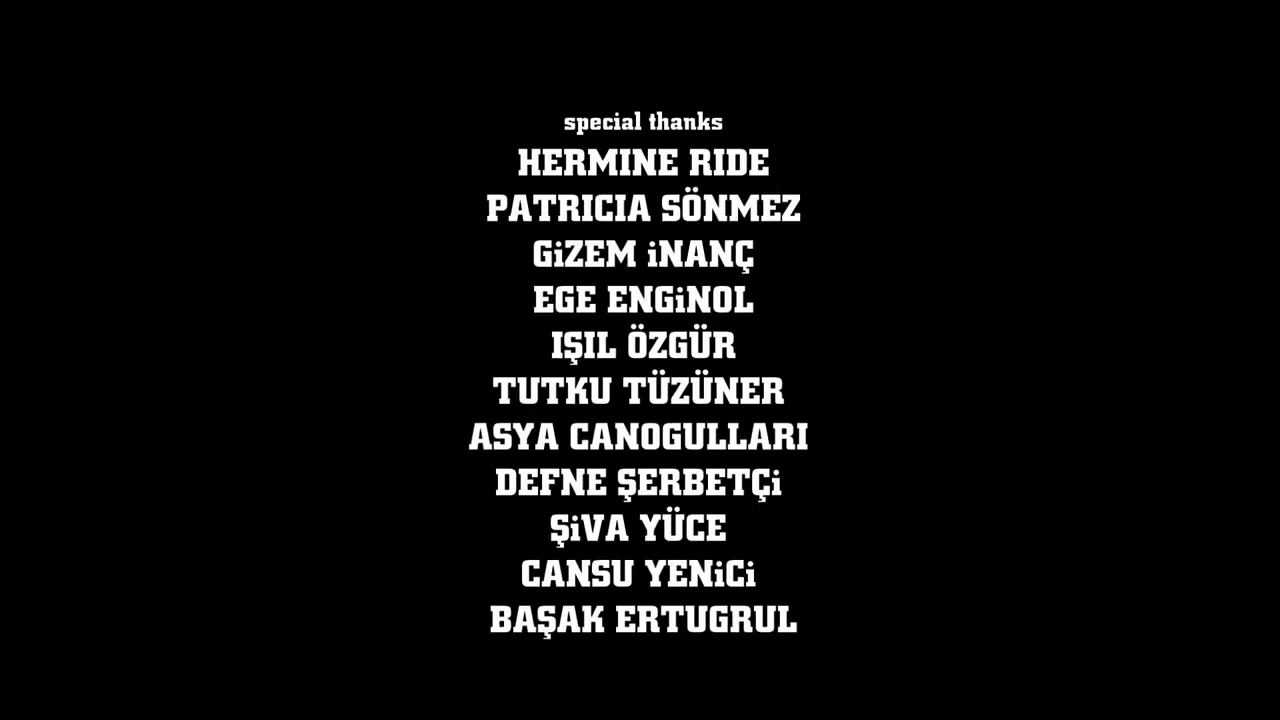 special thanks
HERMINE RIDE
PATRICIA SÖNMEZ
GiZEM iNANÇ
EGE ENGiNOL
IŞIL ÖZGÜR
TUTKU TÜZÜNER
ASYA CANOGULLARI
DEFNE ŞERBETÇi
ŞiVA YÜCE
CANSU YENiCi
BAŞAK ERTUGRUL